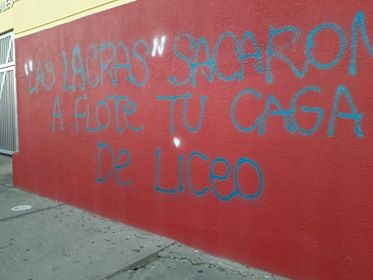 "LAS LACRAS" SACARON
A FLOTE TU CAGA
De LICeO